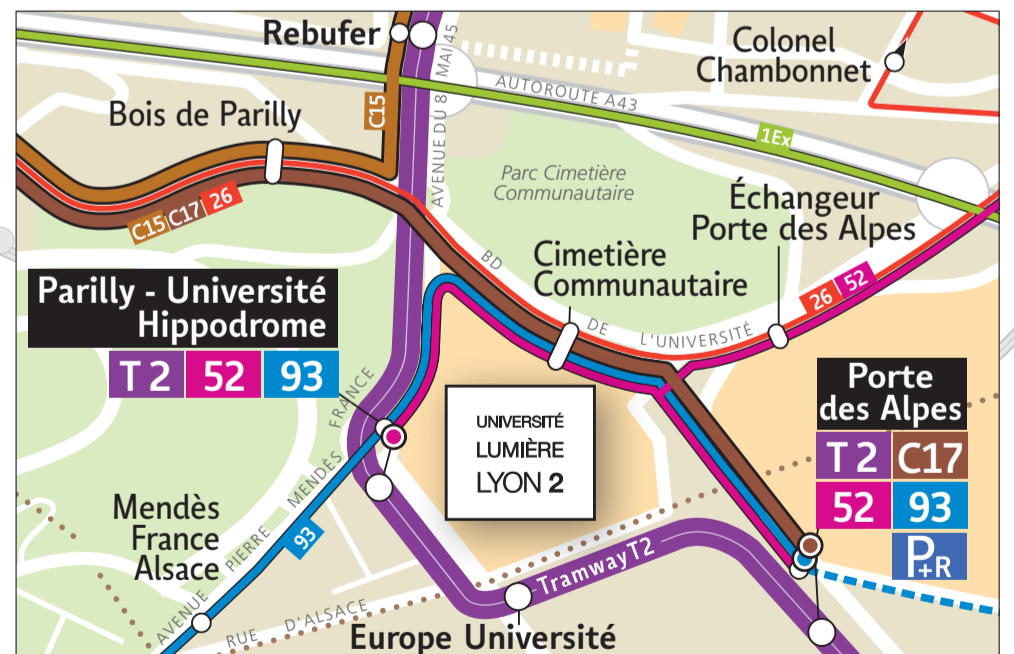 Rebufer
Colonel
Chambonnet
AVENUE DU 8 MAI 45
AUTOROUTE A43
Bois de Parilly
C15
1Ex
Parc Cimetière
Communautaire
Échangeur
Porte des Alpes
C15 C17 26
BD DE L'UNIVERSITÉ
Cimetière
Communautaire
26 52
Parilly - Université
Hippodrome
T2 52 93
UNIVERSITÉ
LUMIÈRE
LYON 2
Porte
des Alpes
T2 C17
52 93
P+R
Mendès
France
Alsace
AVENUE PIERRE MENDÈS FRANCE
93
TramwayT2
RUE D'ALSACE
Europe Université